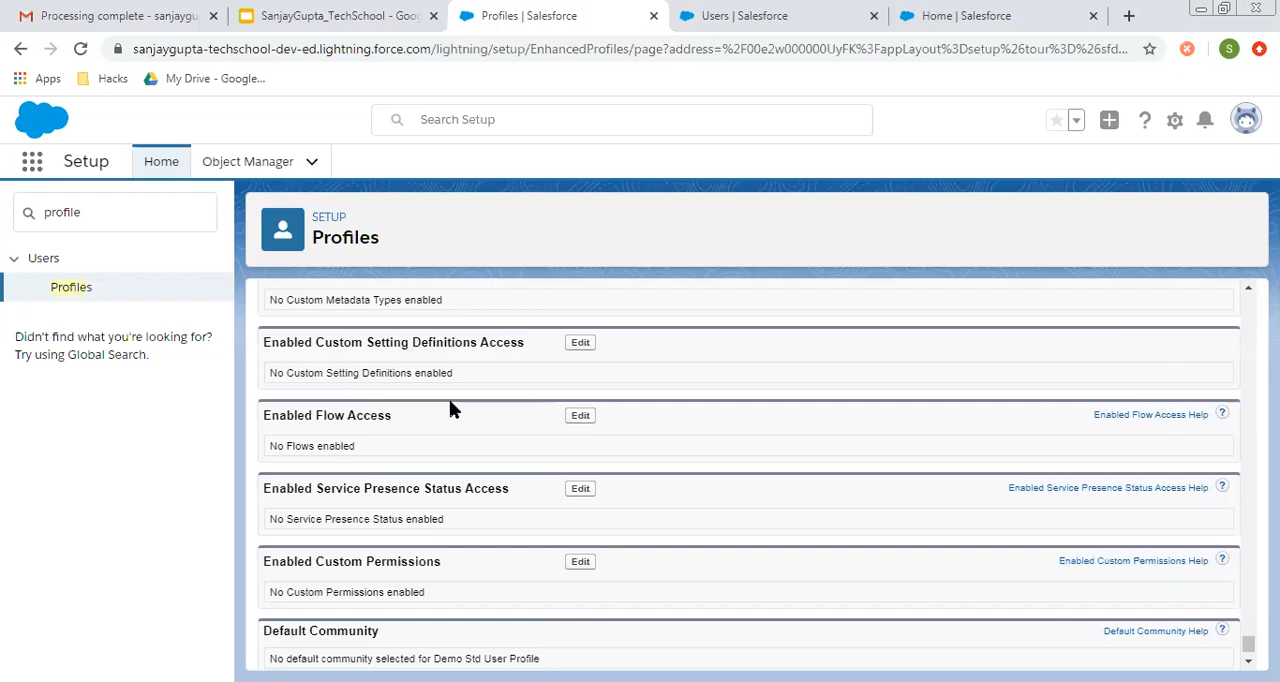 Processing complete - sanjaygu
SanjayGupta_TechSchool - Goo
Profiles | Salesforce
Users | Salesforce
Home | Salesforce
sanjaygupta-techschool-dev-ed.lightning.force.com/lightning/setup/EnhancedProfiles/page?address=%2F00e2w000000UyFK%3FappLayout%3Dsetup%26tour%3D%26sfd...
S
Apps
Hacks
My Drive - Google...
Search Setup
Setup
Home
Object Manager
profile
Users
Profiles
Didn't find what you're looking for?
Try using Global Search.
SETUP
Profiles
No Custom Metadata Types enabled
Enabled Custom Setting Definitions Access
Edit
No Custom Setting Definitions enabled
Enabled Flow Access
Edit
Enabled Flow Access Help ?
No Flows enabled
Enabled Service Presence Status Access
Edit
Enabled Service Presence Status Access Help ?
No Service Presence Status enabled
Enabled Custom Permissions
Edit
Enabled Custom Permissions Help ?
No Custom Permissions enabled
Default Community
Default Community Help ?
No default community selected for Demo Std User Profile